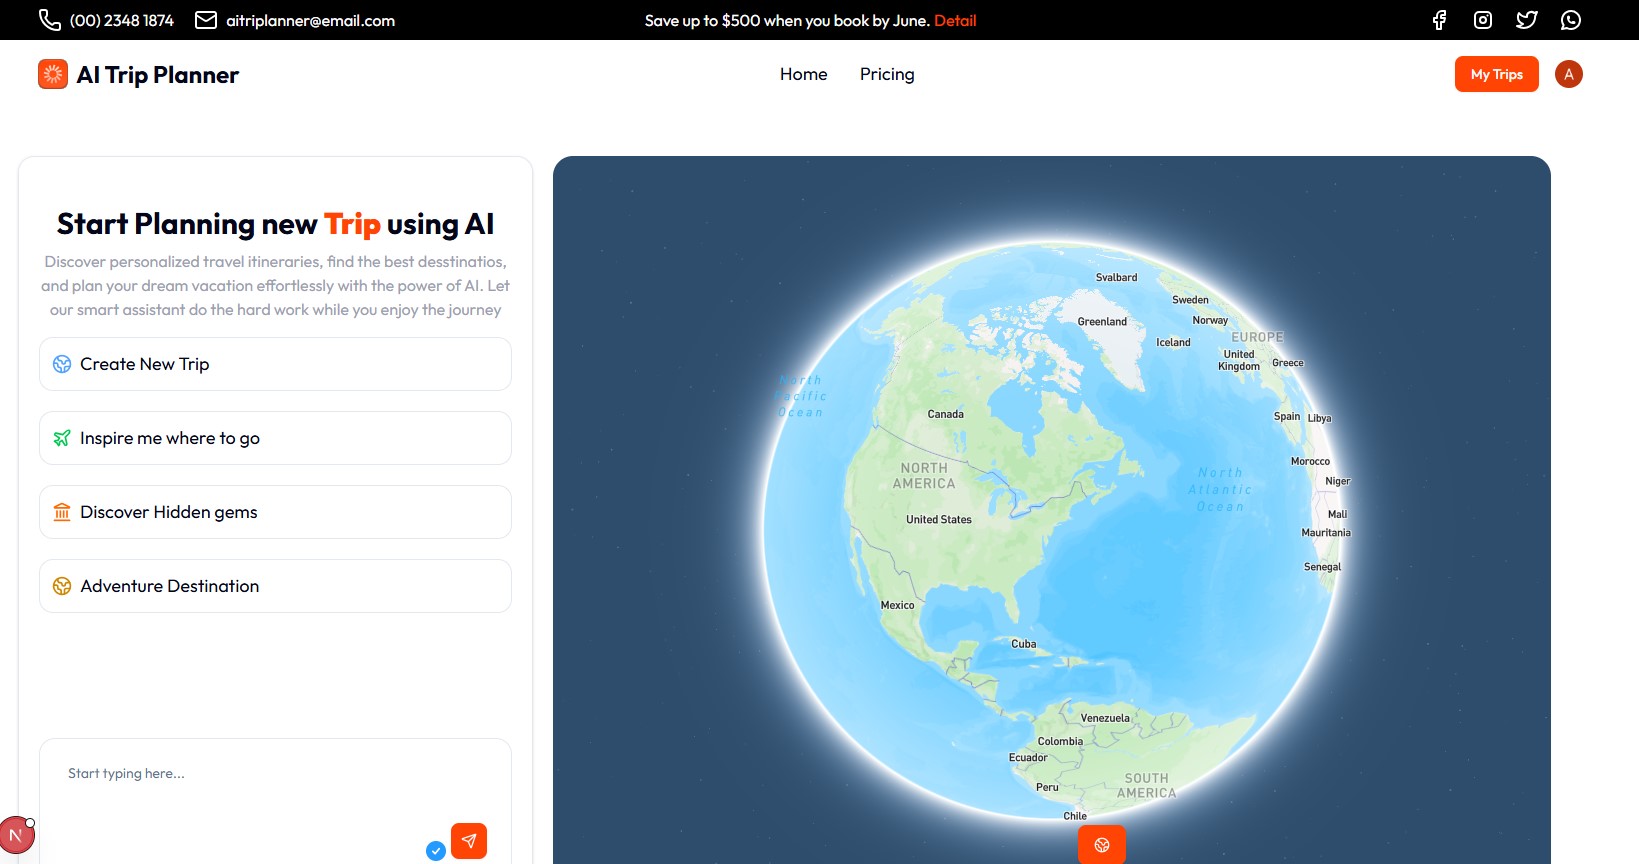 (00) 2348 1874
aitriplanner@email.com
Save up to $500 when you book by June. Detail
AI Trip Planner
Home
Pricing
My Trips
A
Start Planning new Trip using AI
Discover personalized travel itineraries, find the best desstinatios,
and plan your dream vacation effortlessly with the power of AI. Let
our smart assistant do the hard work while you enjoy the journey
Create New Trip
Inspire me where to go
Discover Hidden gems
Adventure Destination
Start typing here...
N
Svalbard
Sweden
Greenland
Norway
EUROPE
Iceland
United
Kingdom
Greece
North
Pacific
Ocean
Canada
Spain
Libya
NORTH
AMERICA
Morocco
North
Atlantic
Ocean
Niger
United States
Mali
Mauritania
Senegal
Mexico
Cuba
Venezuela
Colombia
Ecuador
SOUTH
AMERICA
Peru
Chile